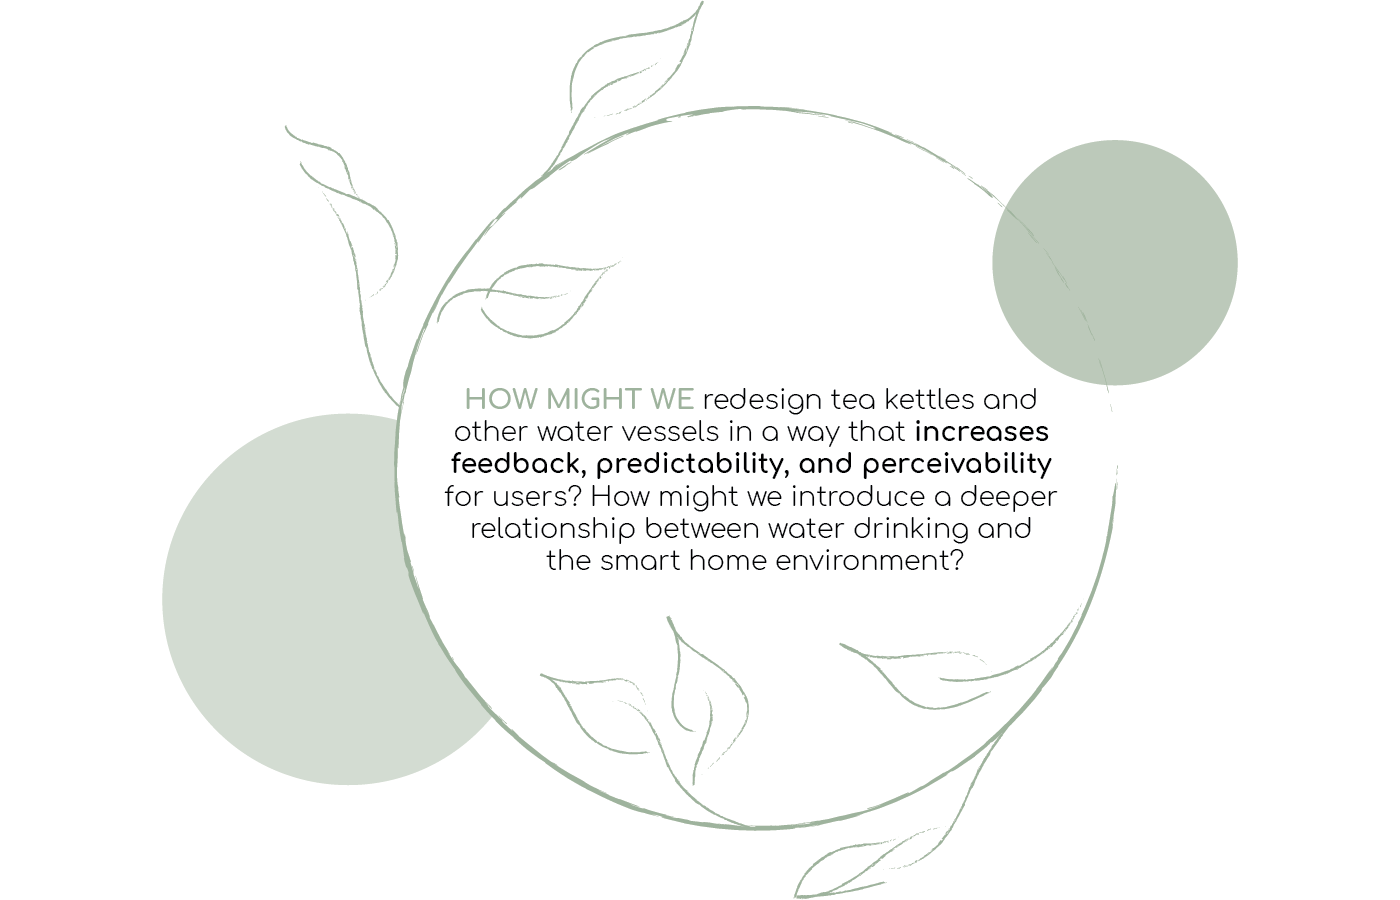 HOW MIGHT WE redesign tea kettles and
other water vessels in a way that increases
feedback, predictability, and perceivability
for users? How might we introduce a deeper
relationship between water drinking and
the smart home environment?